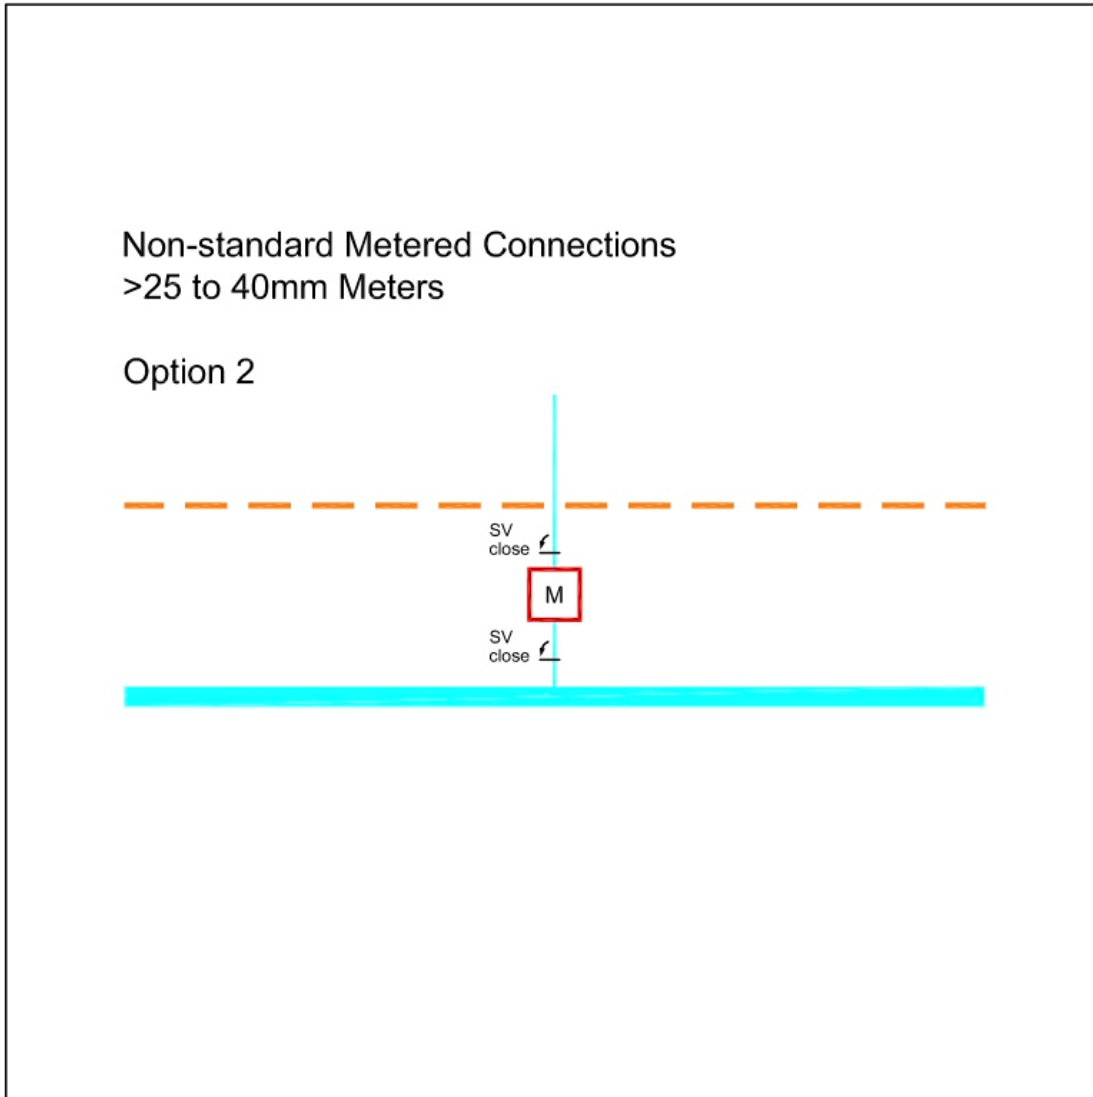 Non-standard Metered Connections
>25 to 40mm Meters
Option 2
SV
close
M
SV
close